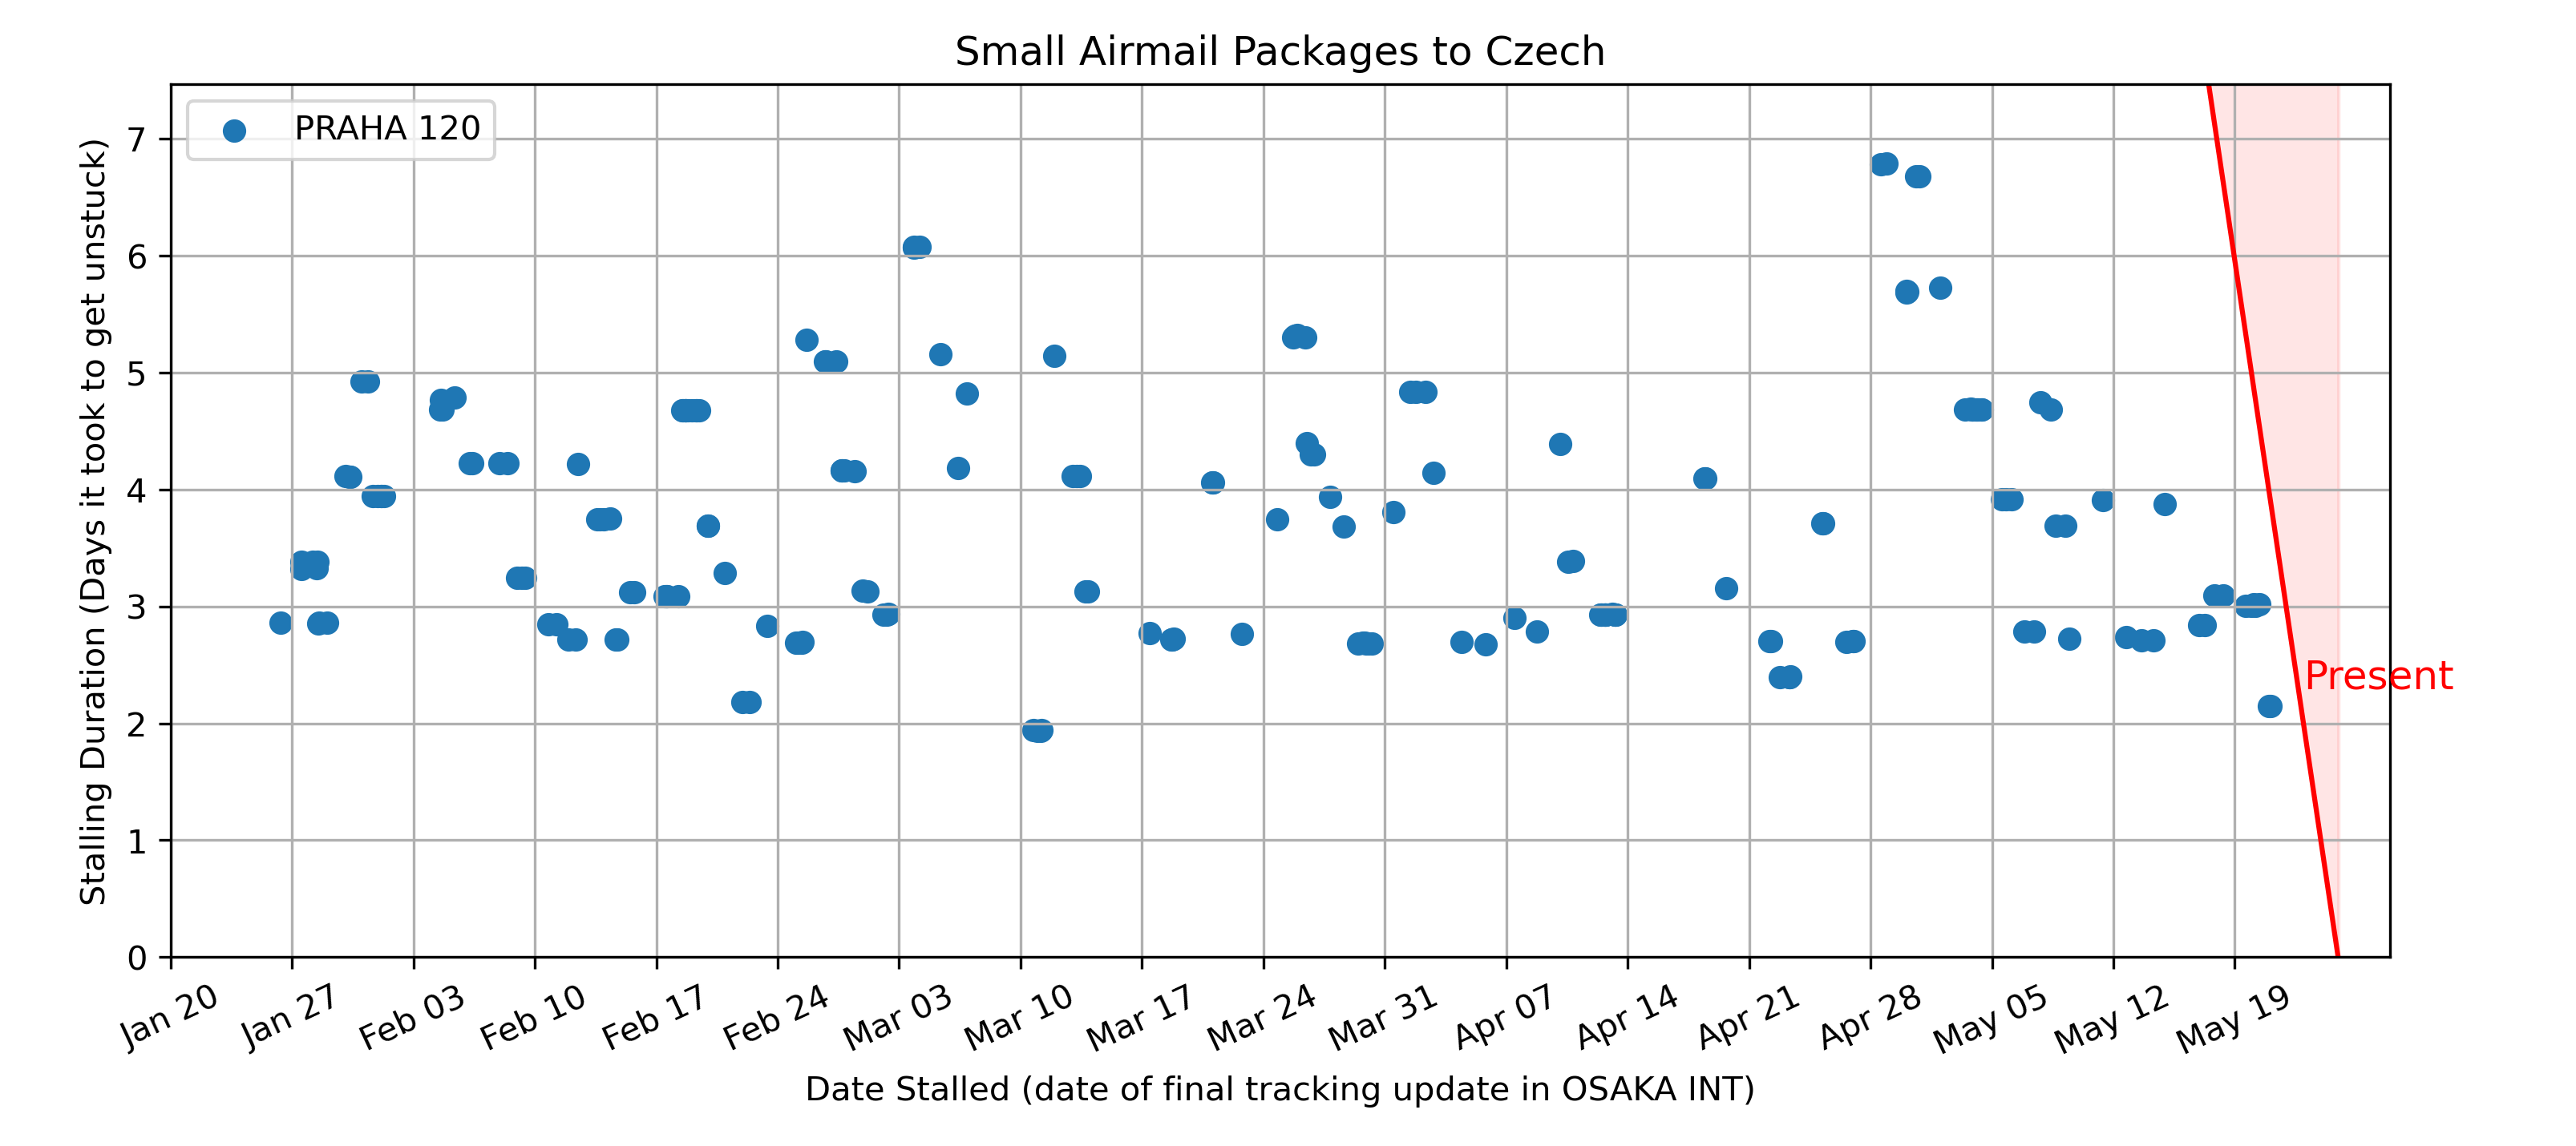 Small Airmail Packages to Czech
PRAHA 120
Stalling Duration (Days it took to get unstuck)
7
6
5
4
3
2
1
0
Present
Jan 20
Jan 27
Feb 03
Feb 10
Feb 17
Feb 24
Mar 03
Mar 10
Mar 17
Mar 24
Mar 31
Apr 07
Apr 14
Apr 21
Apr 28
May 05
May 12
May 19
Date Stalled (date of final tracking update in OSAKA INT)